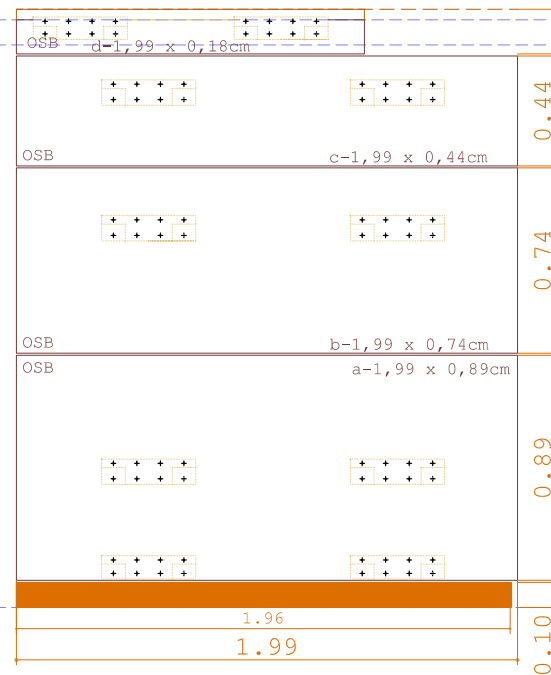 OSB
d-1,99 x 0,18cm
0.44
OSB
c-1,99 x 0,44cm
0.74
OSB
b-1,99 x 0,74cm
OSB
a-1,99 x 0,89cm
0.89
1.96
1.99
0.10